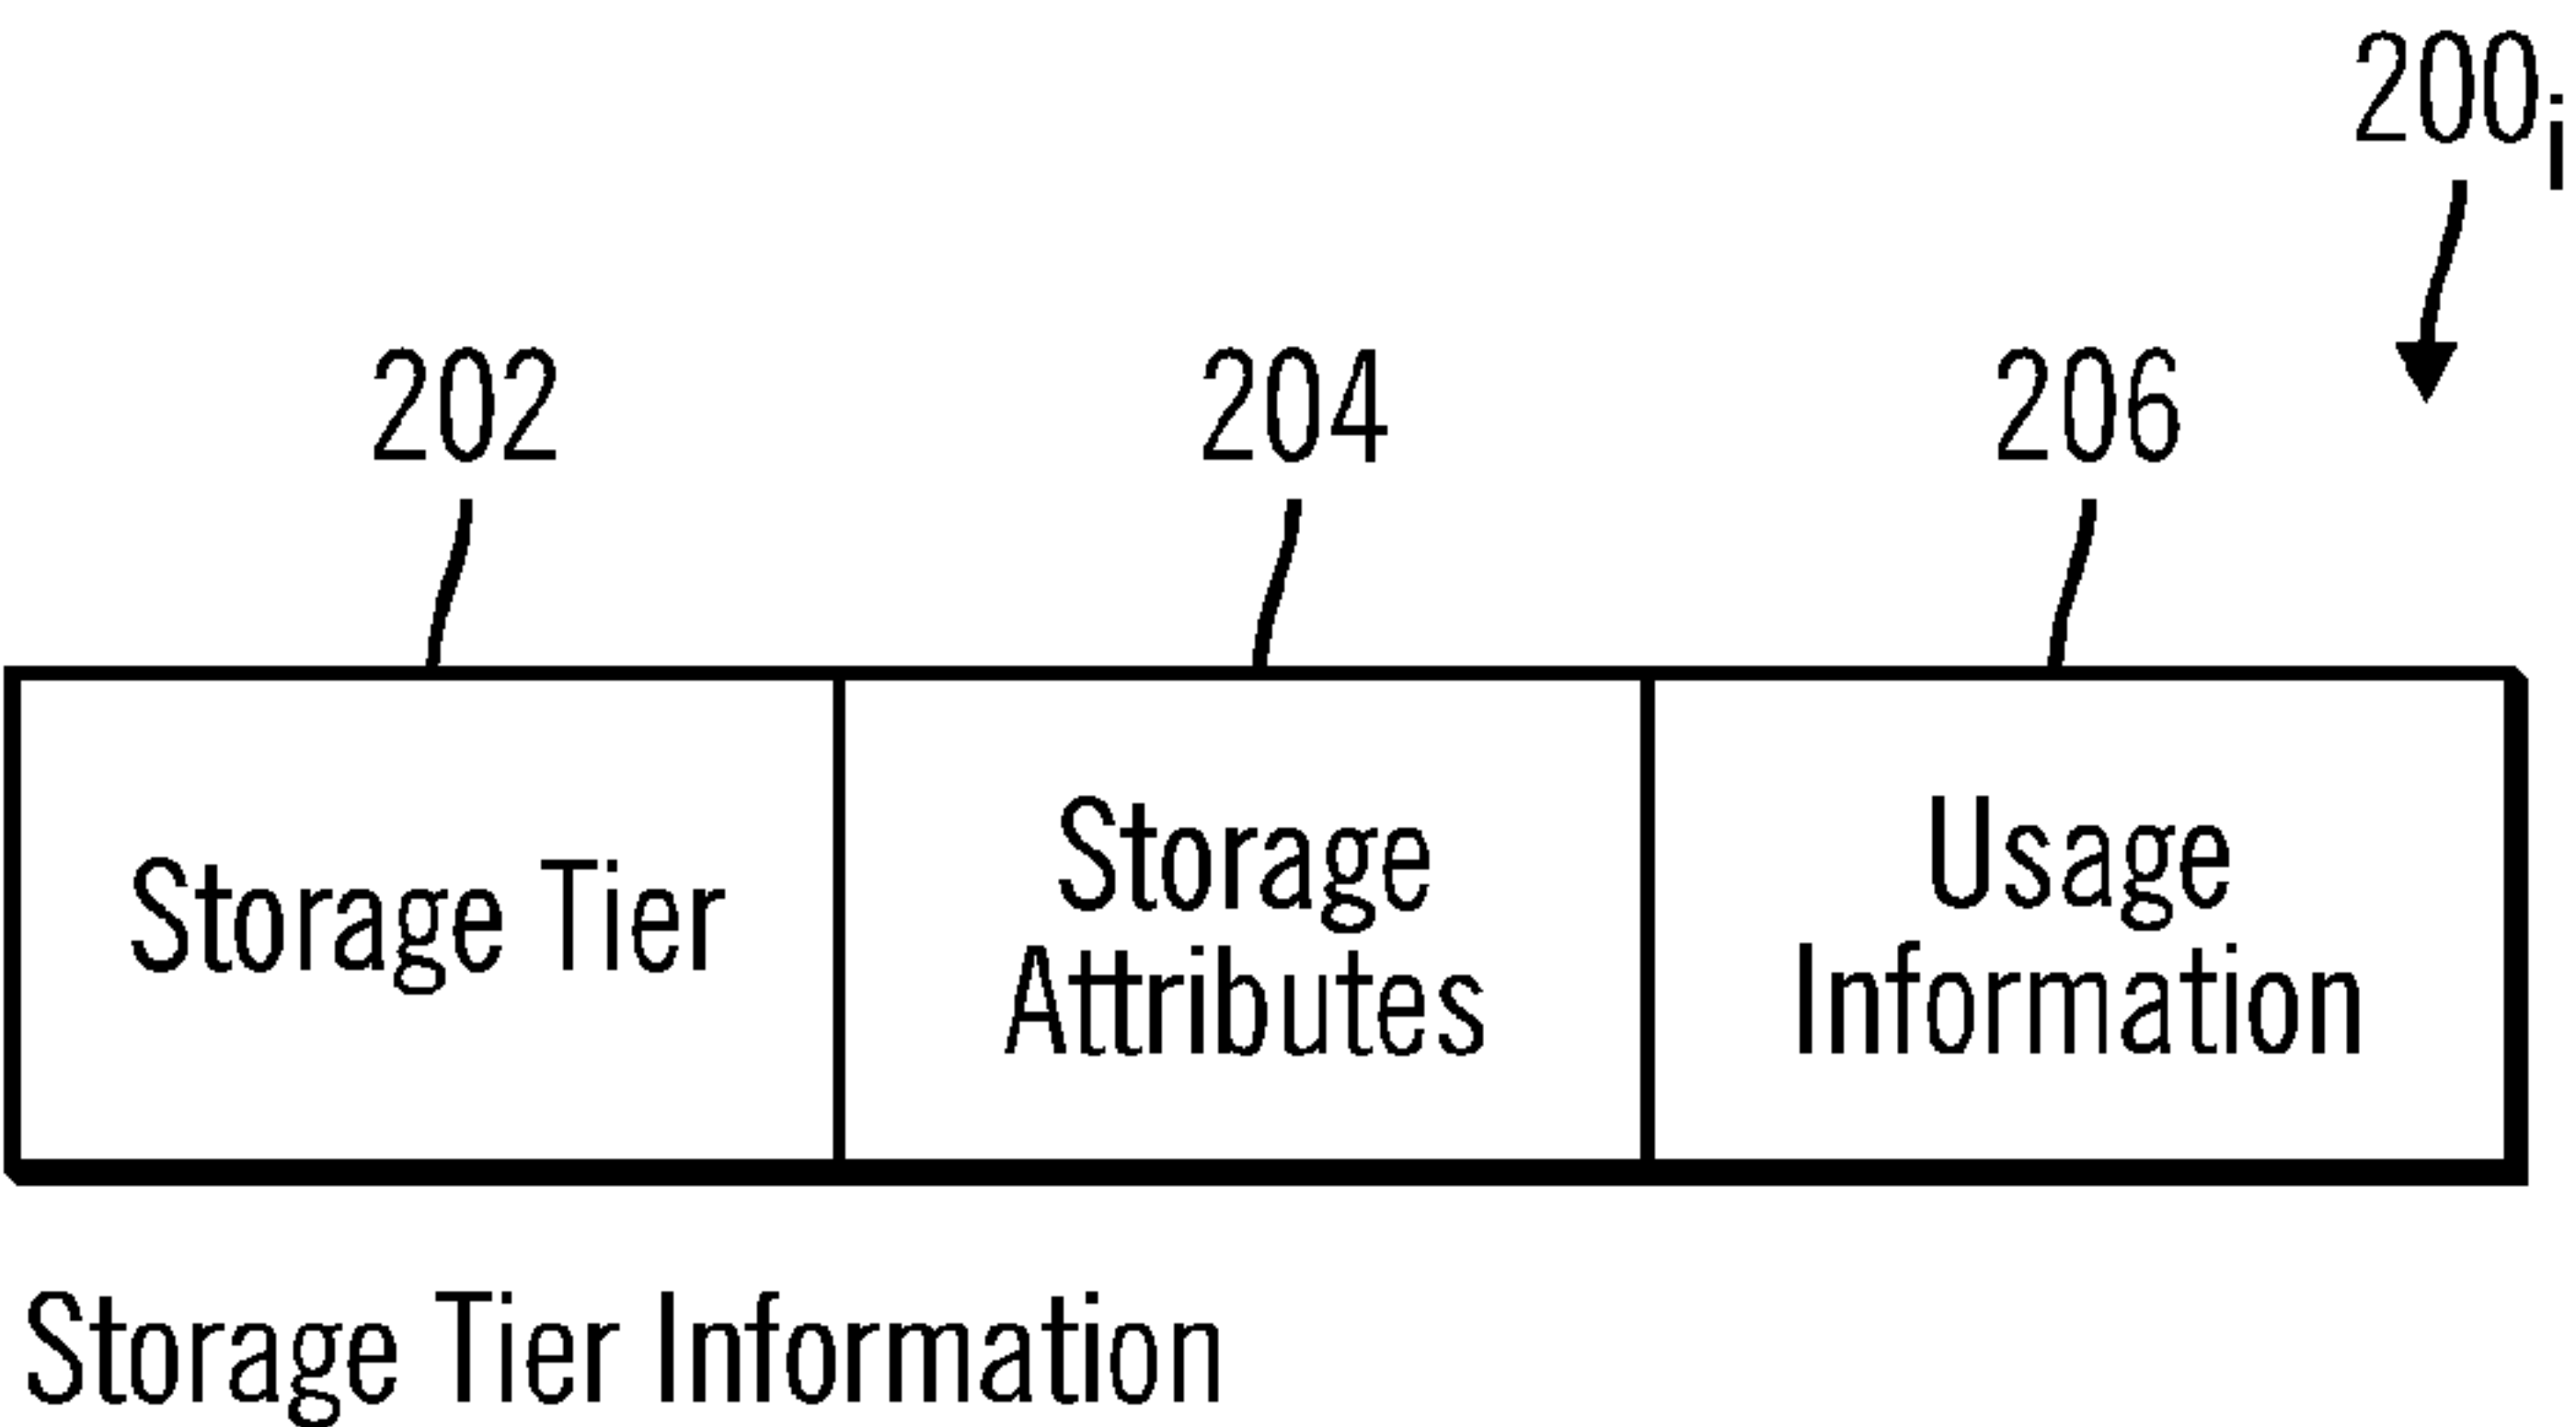 200i
202 204 206
Storage Tier
Storage
Attributes
Usage
Information
Storage Tier Information